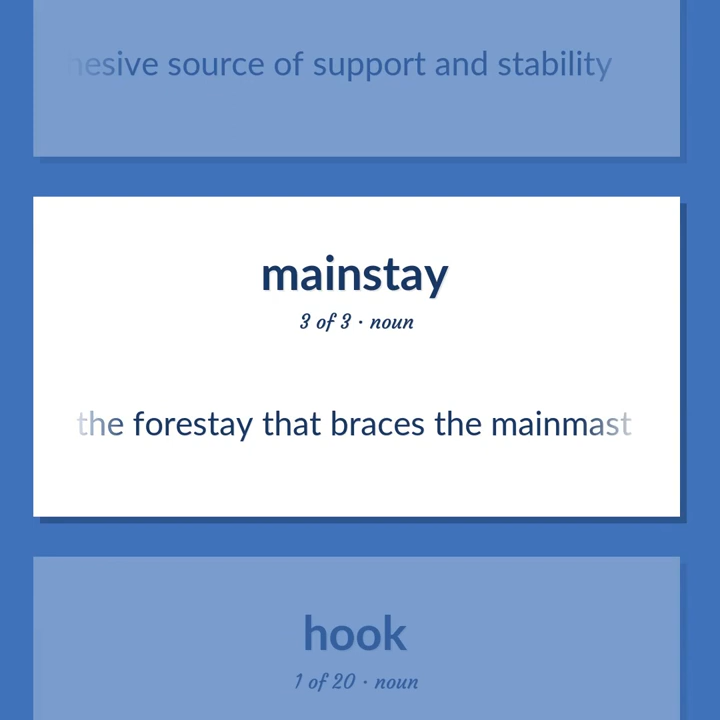 source of support and stability
mainstay
3 of 3 · noun
the forestay that braces the mainmast
hook
1 of 20 · noun